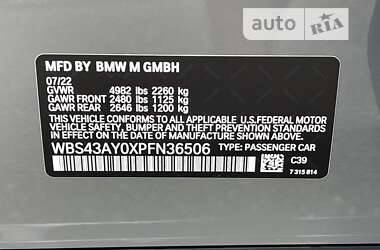 auto RIA
MFD BY BMW M GMBH
07/22
GVWR 4982 lbs 2260 kg
GAWR FRONT 2480 lbs 1125 kg
GAWR REAR 2646 lbs 1200 kg
THIS VEHICLE CONFORMS TO ALL APPLICABLE U.S.FEDERAL MOTOR
VEHICLE SAFETY, BUMPER, AND THEFT PREVENTION STANDARDS IN
EFFECT ON THE DATE OF MANUFACTURE SHOWN ABOVE.
WBS43AY0XPFN36506 TYPE: PASSENGER CAR
C39
7 315 814